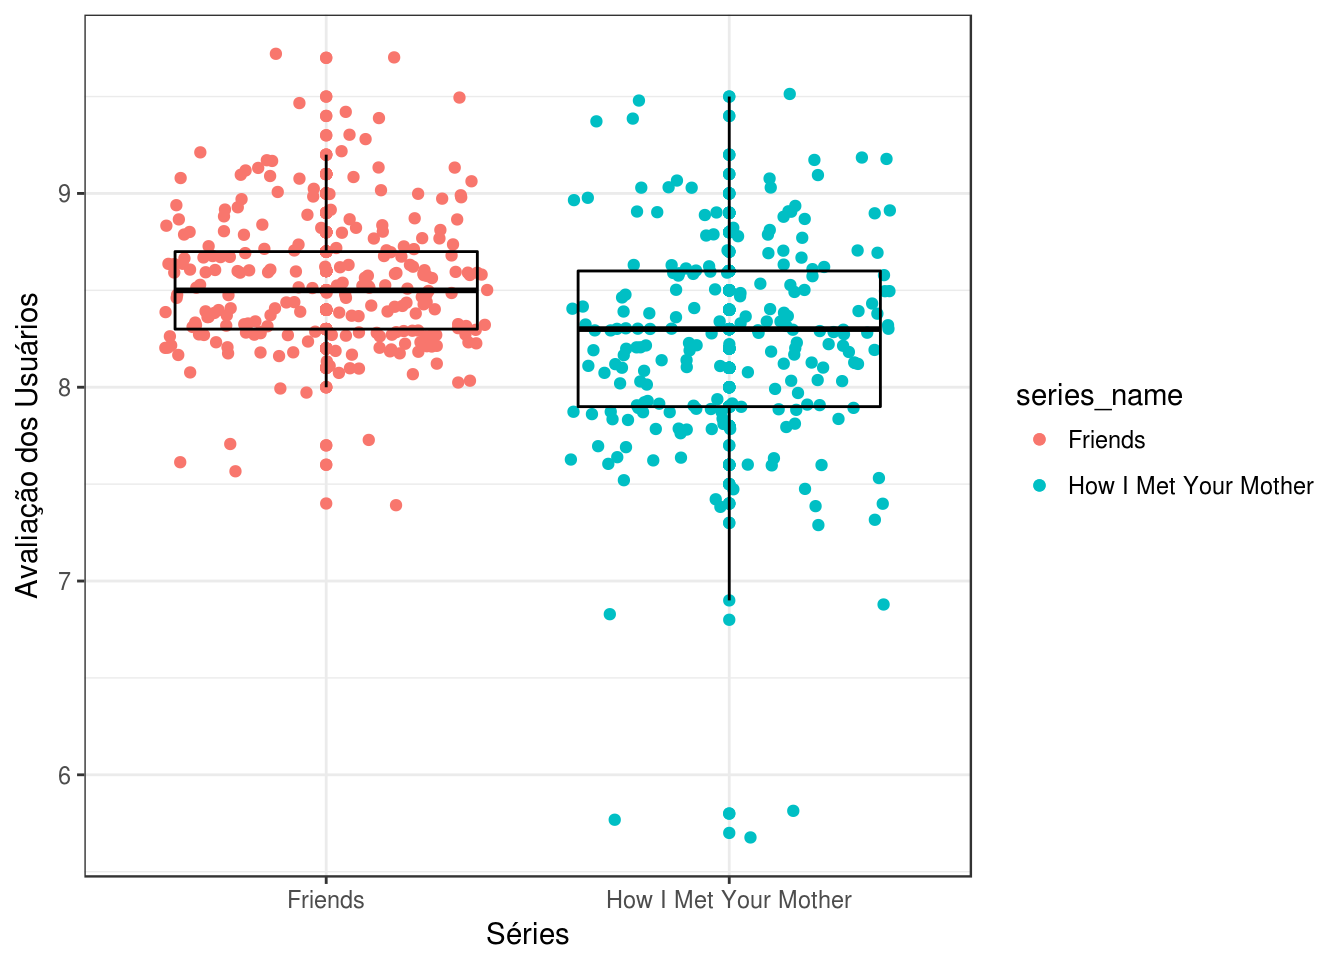 Avaliação dos Usuários
9
8
7
6
Friends
How I Met Your Mother
Séries
series_name
Friends
How I Met Your Mother